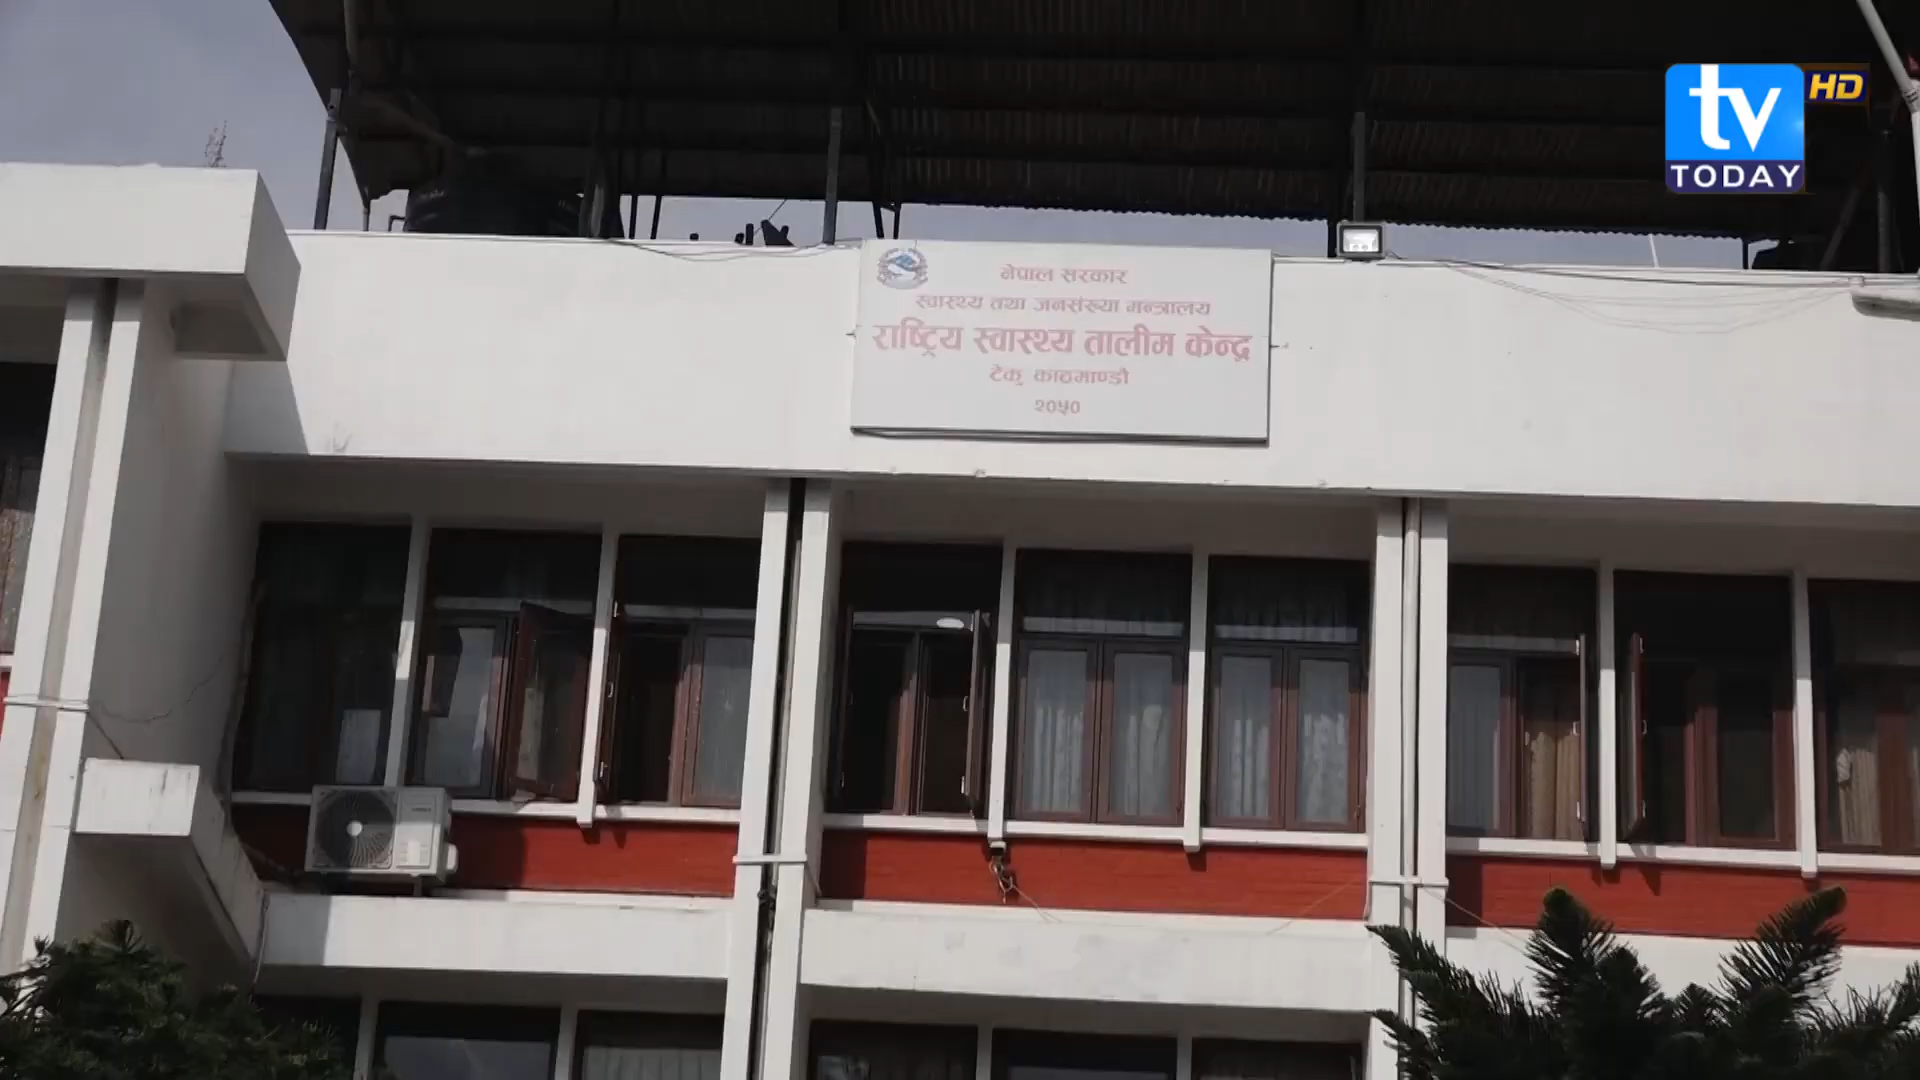 नेपाल सरकार
स्वास्थ्य तथा जनसंख्या मन्त्रालय
राष्ट्रिय स्वास्थ्य तालीम केन्द्र
टेकु काठमाण्डौ
२०५०
tv
TODAY
HD